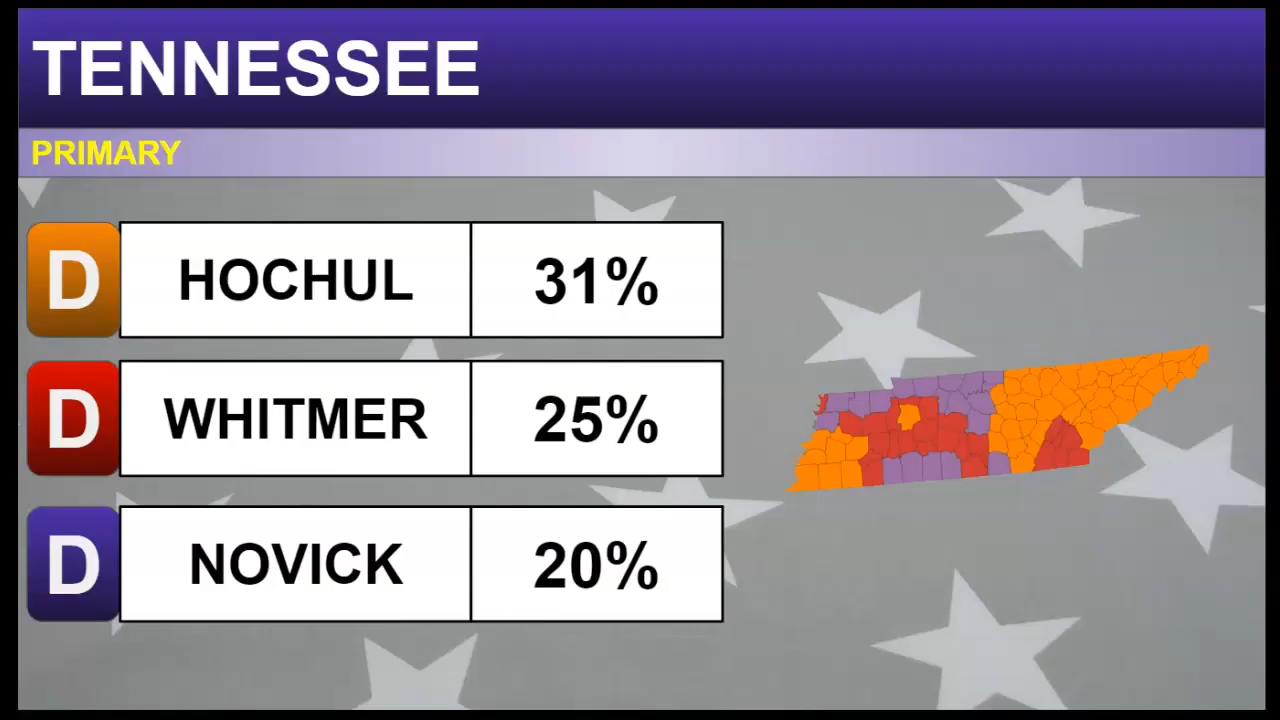 TENNESSEE
PRIMARY
D HOCHUL 31%
D WHITMER 25%
D NOVICK 20%